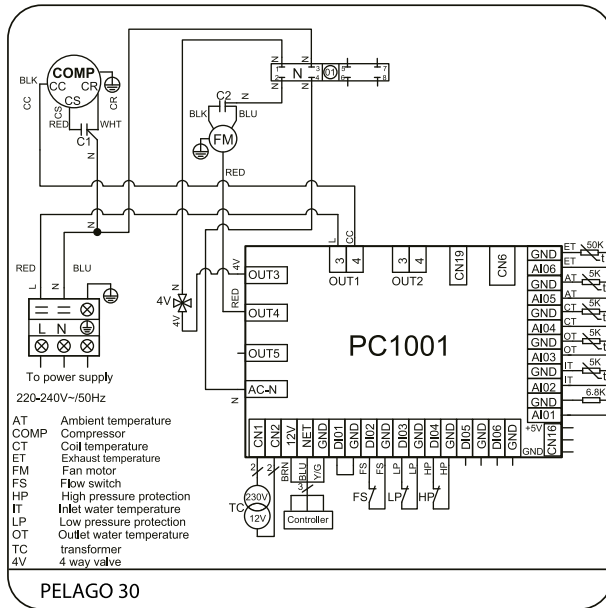 N N
2 1 N 3 4 01 5 6 7 8
BLK COMP
CC CR
CS
CC CS CR
RED WHT
C1
N
C2 N
BLK BLU
FM
RED
N N
L CC
RED BLU
L N
L N
To power supply
220-240V~/50Hz
N
4V
4V
4V OUT3
RED OUT4
OUT5
N AC-N
3 4 OUT1
3 4 OUT2
CN19
CN6
PC1001
GND ET 50K t
AI06 ET
GND AT 5K t
AI05 AT
GND CT 5K t
AI04 CT
GND OT 5K t
AI03 OT
GND IT 5K t
AI02 IT
GND 6.8K
AI01
+5V
GND CN16
CN1 CN2 12V NET GND DI01 GND DI02 GND DI03 GND DI04 GND DI05 GND DI06 GND
2 2 BRN BLU Y/G FS FS LP LP HP HP
3
TC 230V 12V
Controller
FS LP HP
AT Ambient temperature
COMP Compressor
CT Coil temperature
ET Exhaust temperature
FM Fan motor
FS Flow switch
HP High pressure protection
IT Inlet water temperature
LP Low pressure protection
OT Outlet water temperature
TC transformer
4V 4 way valve
PELAGO 30